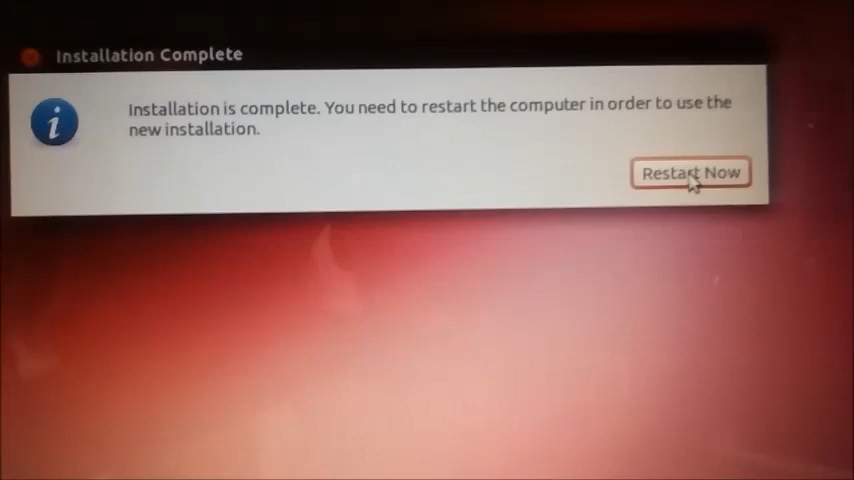 Installation Complete
Installation is complete. You need to restart the computer in order to use the
new installation.
Restart Now